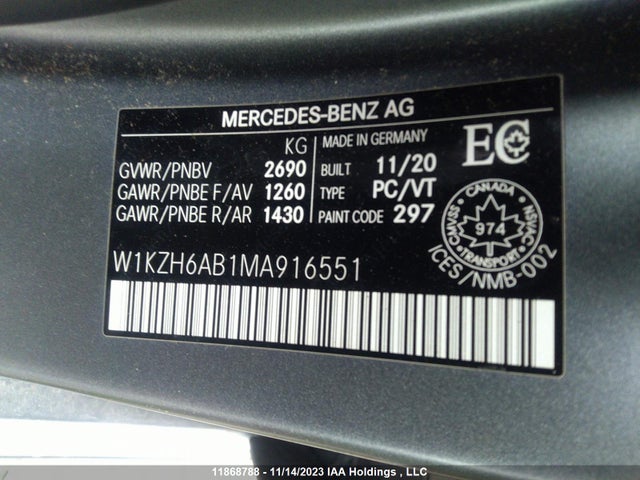 MERCEDES-BENZ AG
KG MADE IN GERMANY
GVWR/PNBV 2690 BUILT 11/20
GAWR/PNBE F/AV 1260 TYPE PC/VT
GAWR/PNBE R/AR 1430 PAINT CODE 297
EC
CANADA
CMVSS 974 NSVAC
TRANSPORT
ICES/NMB-002
W1KZH6AB1MA916551
11868788 - 11/14/2023 IAA Holdings , LLC